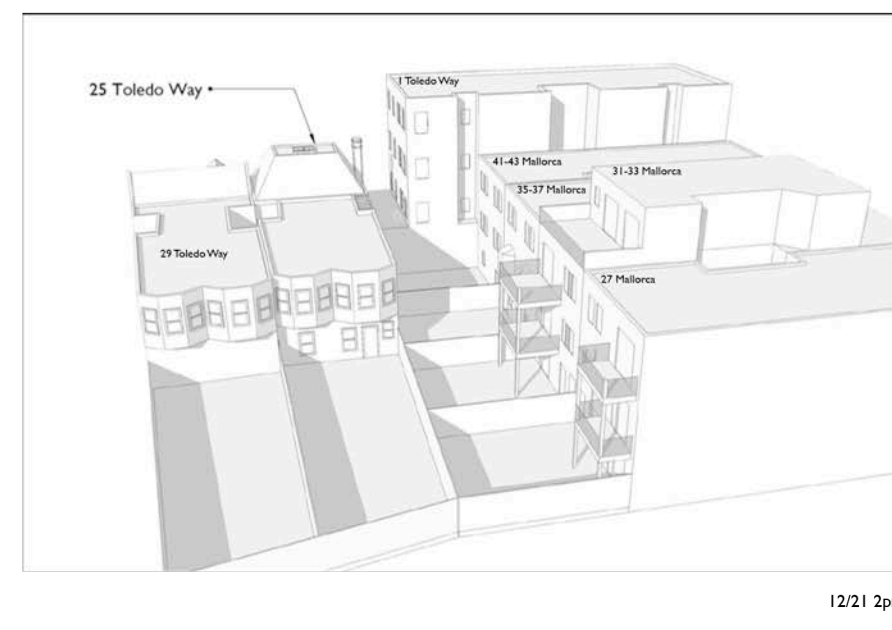 1 Toledo Way
25 Toledo Way
41-43 Mallorca
31-33 Mallorca
35-37 Mallorca
29 Toledo Way
27 Mallorca
12/21 2p